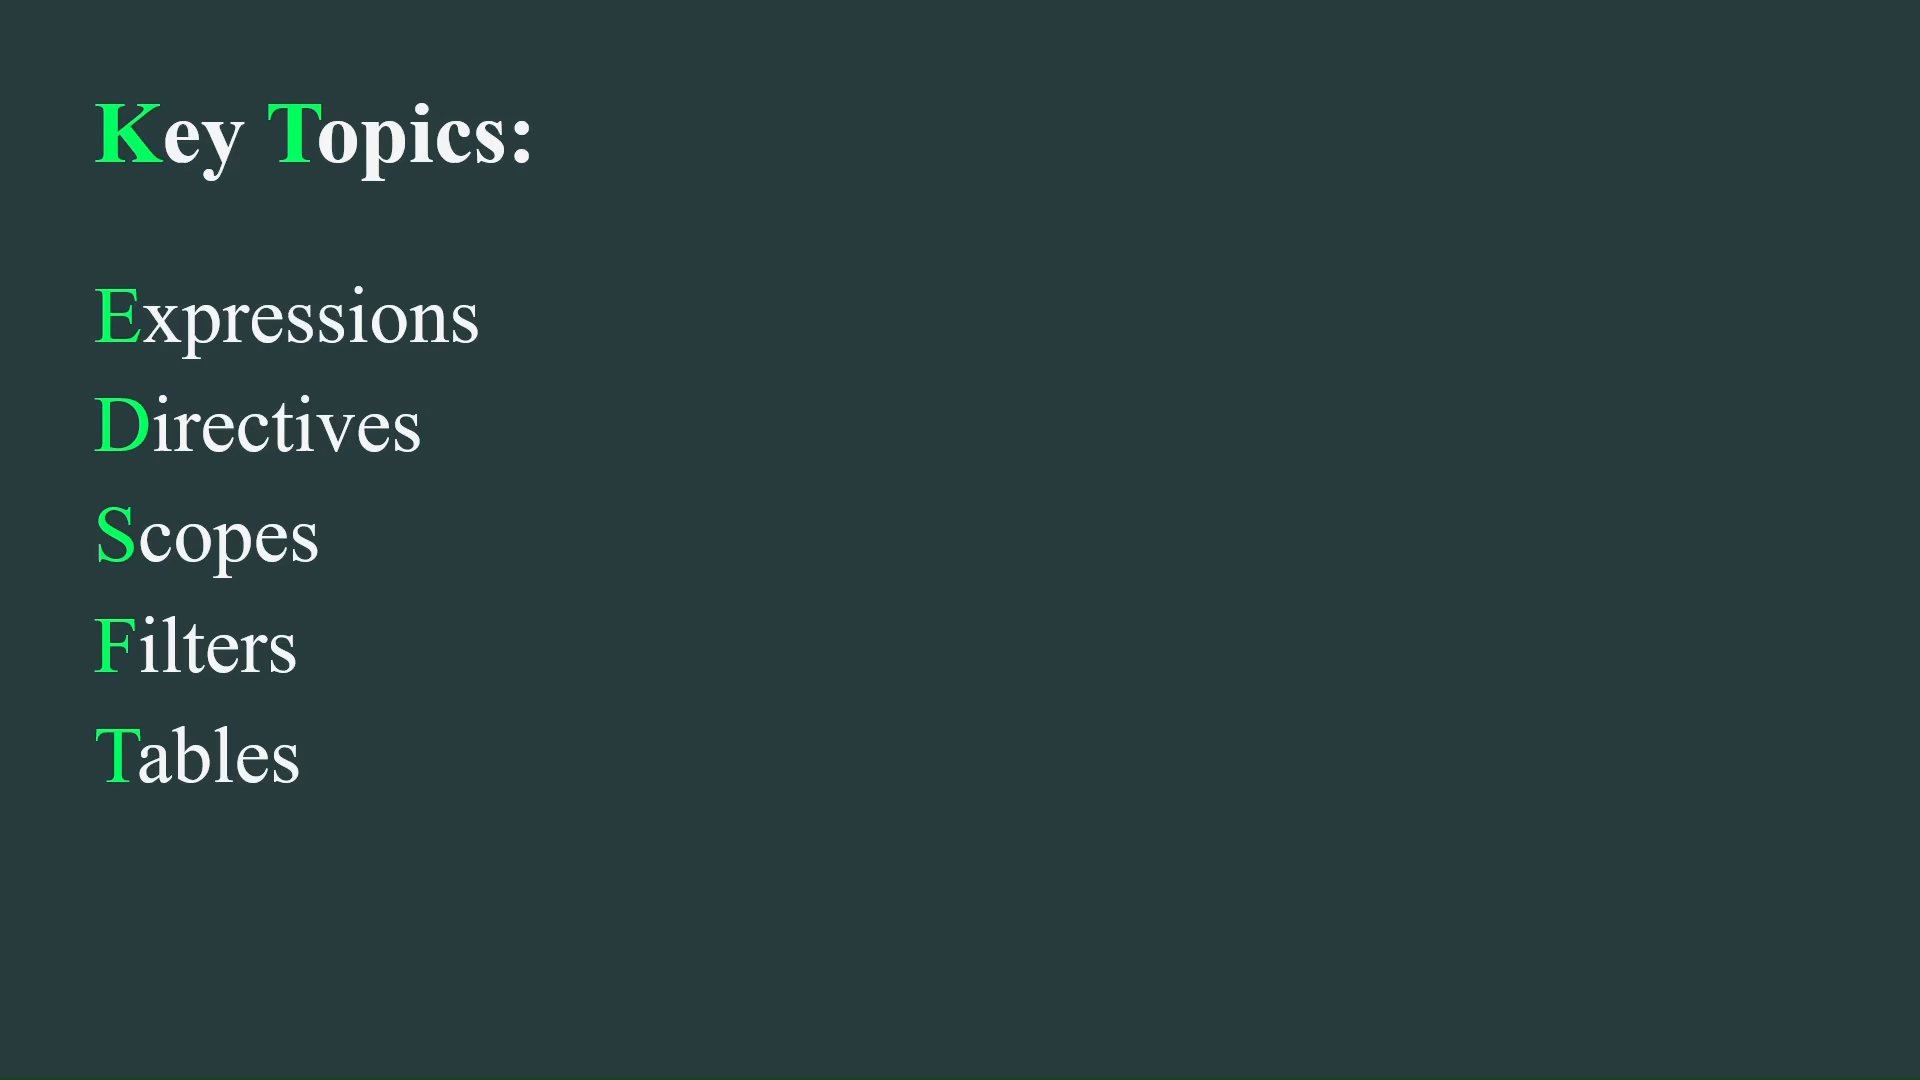 Key Topics:
Expressions
Directives
Scopes
Filters
Tables